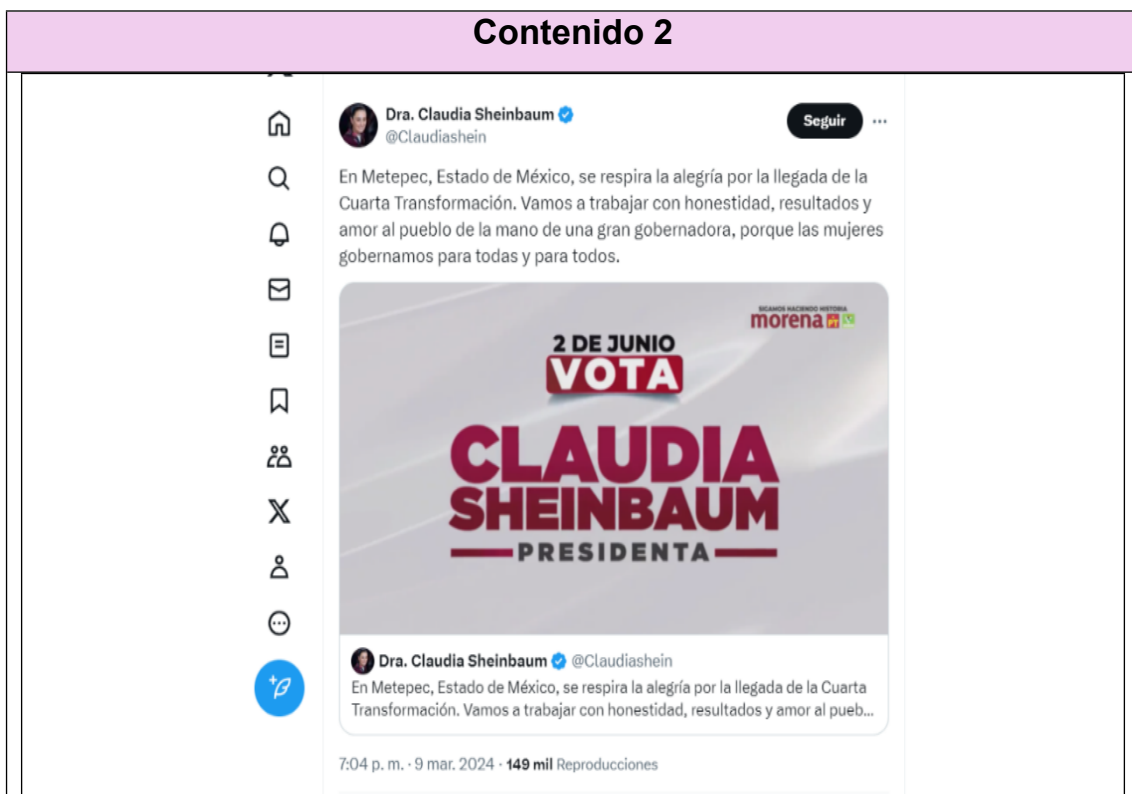 Contenido 2
Dra. Claudia Sheinbaum
@Claudiashein
Seguir
En Metepec, Estado de México, se respira la alegría por la llegada de la
Cuarta Transformación. Vamos a trabajar con honestidad, resultados y
amor al pueblo de la mano de una gran gobernadora, porque las mujeres
gobernamos para todas y para todos.
SIGAMOS HACIENDO HISTORIA
morena PT
2 DE JUNIO
VOTA
CLAUDIA
SHEINBAUM
PRESIDENTA
Dra. Claudia Sheinbaum @Claudiashein
En Metepec, Estado de México, se respira la alegría por la llegada de la Cuarta
Transformación. Vamos a trabajar con honestidad, resultados y amor al pueb...
7:04 p. m. · 9 mar. 2024 · 149 mil Reproducciones